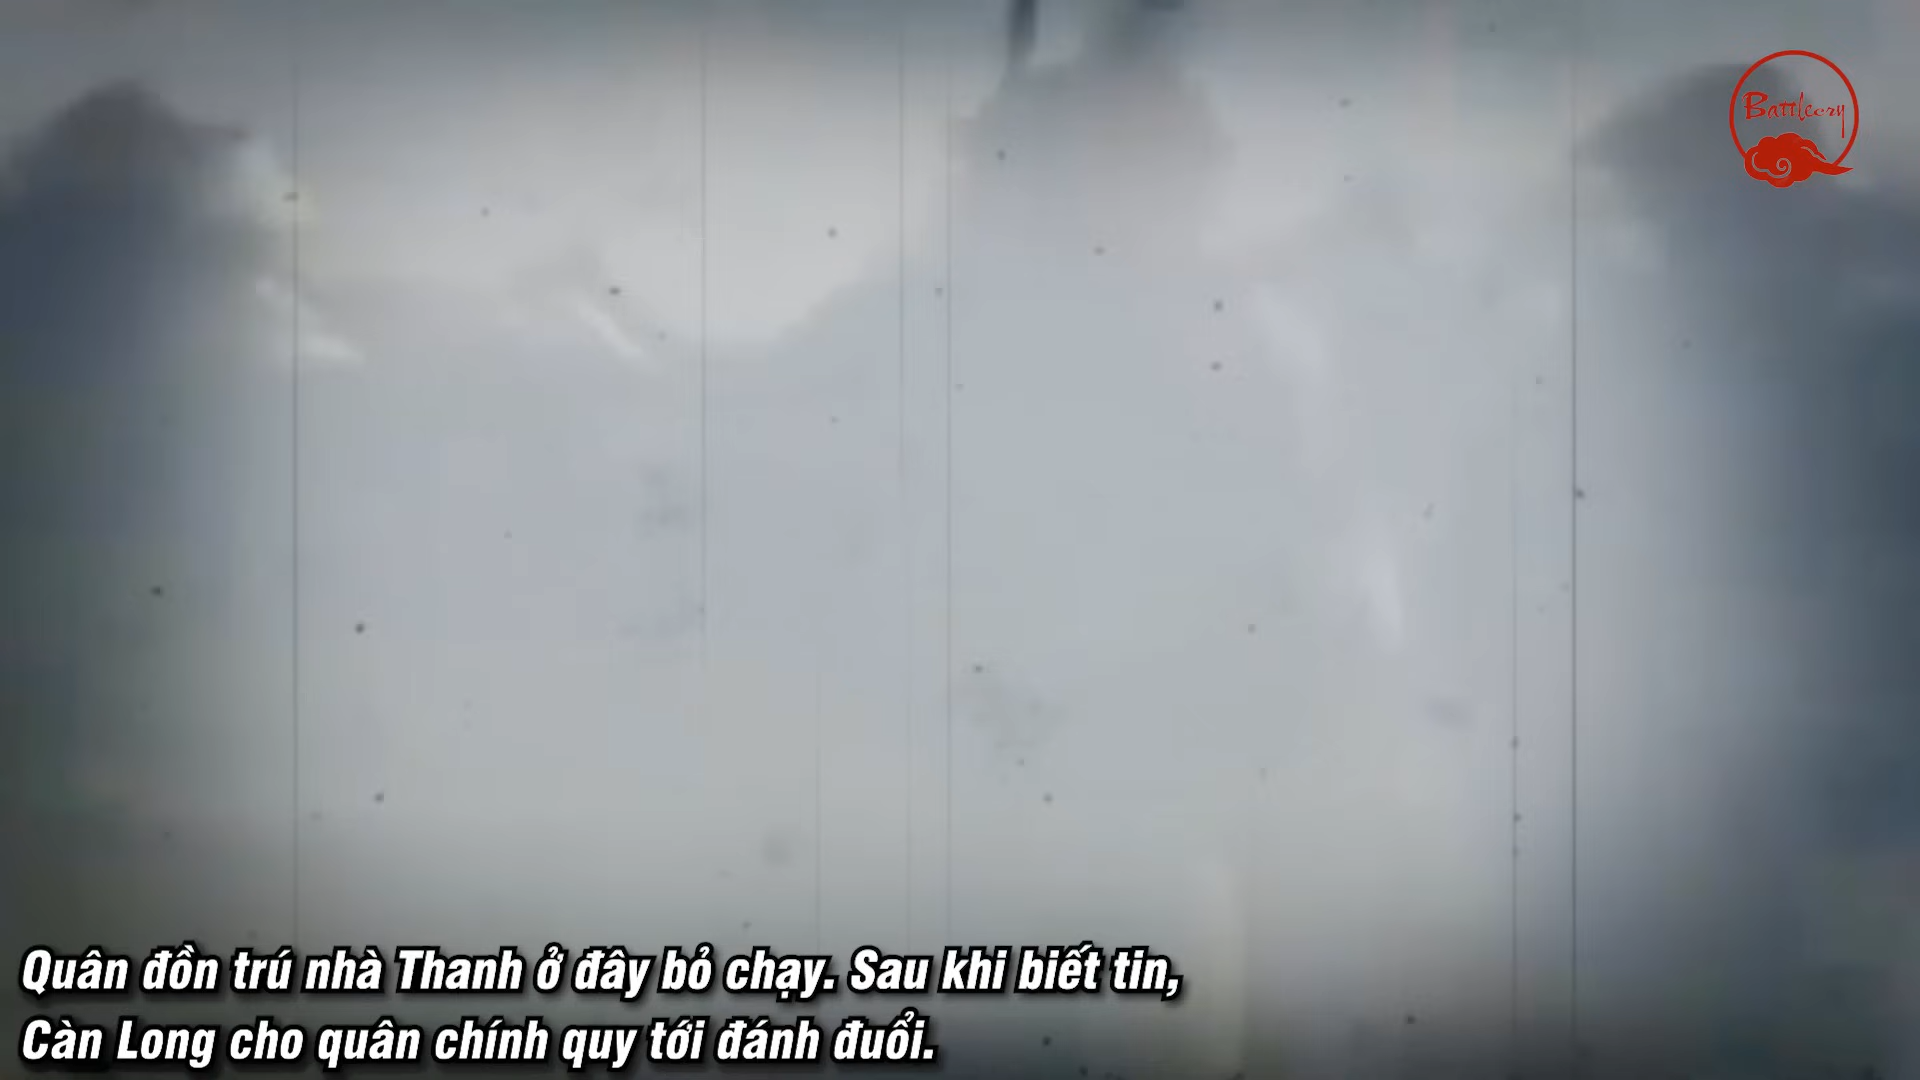 Battlecry
Quân đồn trú nhà Thanh ở đây bỏ chạy. Sau khi biết tin,
Càn Long cho quân chính quy tới đánh đuổi.